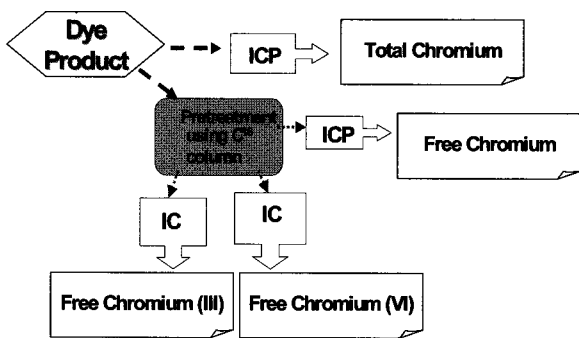 Dye
Product
ICP
Total Chromium
Pretreatment
using C¹⁸
column
ICP
Free Chromium
IC
IC
Free Chromium (III)
Free Chromium (VI)